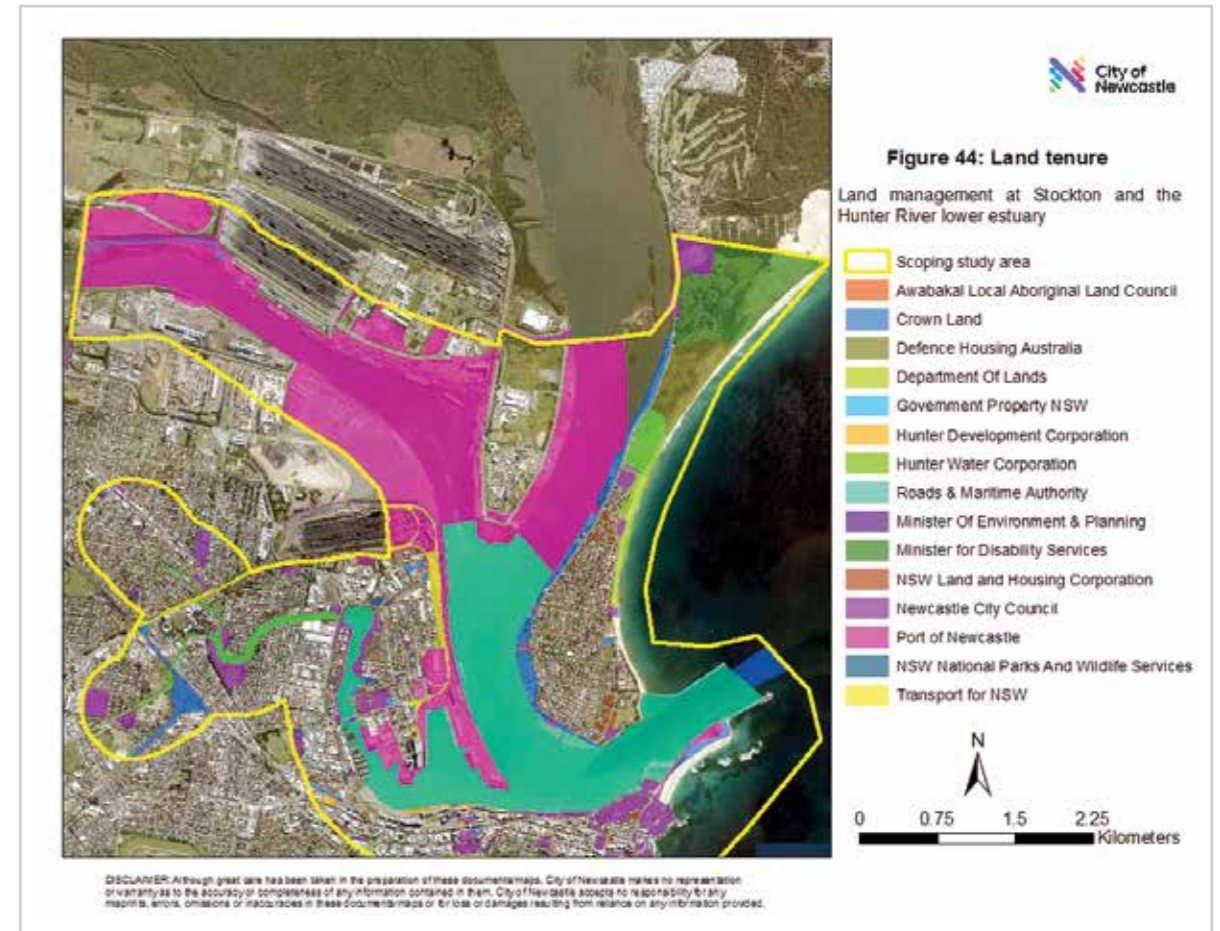 City of
Newcastle
Figure 44: Land tenure
Land management at Stockton and the
Hunter River lower estuary
Scoping study area
Awabakal Local Aboriginal Land Council
Crown Land
Defence Housing Australia
Department Of Lands
Government Property NSW
Hunter Development Corporation
Hunter Water Corporation
Roads & Maritime Authority
Minister Of Environment & Planning
Minister for Disability Services
NSW Land and Housing Corporation
Newcastle City Council
Port of Newcastle
NSW National Parks And Wildlife Services
Transport for NSW
N
0 0.75 1.5 2.25
Kilometers
DISCLAIMER: Although great care has been taken in the preparation of these documents/maps, City of Newcastle makes no representation
or warranty as to the accuracy or completeness of any information contained in them. City of Newcastle accepts no responsibility for any
misprints, errors, omissions or inaccuracies in these documents/maps or for loss or damages resulting from reliance on any information provided.